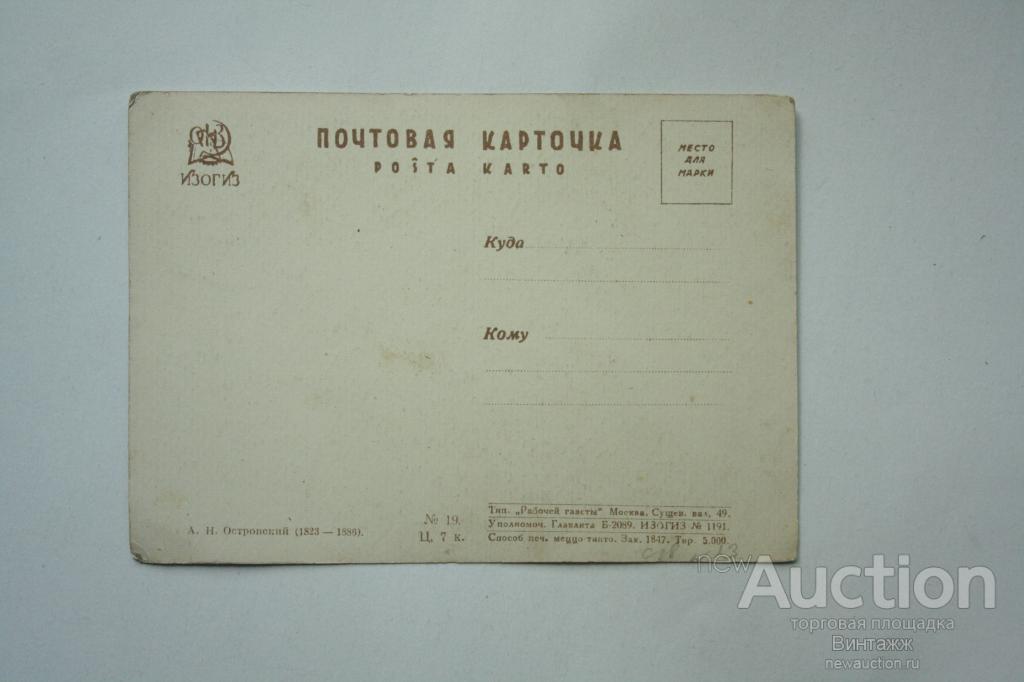 ИЗОГИЗ
ПОЧТОВАЯ КАРТОЧКА
POŜTA KARTO
МЕСТО
ДЛЯ
МАРКИ
Куда
Кому
А. Н. Островский (1823 — 1886).
№ 19.
Ц. 7 к.
Тип. „Рабочей газеты" Москва. Сущев. вал, 49.
Уполномоч. Главлита Б-2089. ИЗОГИЗ № 1191.
Способ печ. меццо-тинто. Зак. 1847. Тир. 5.000.
newAuction
торговая площадка
Винтажж
newauction.ru